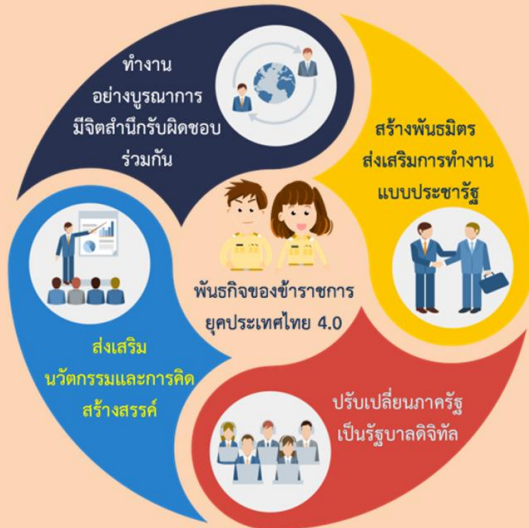 ทำงาน
อย่างบูรณาการ
มีจิตสำนึกรับผิดชอบ
ร่วมกัน
สร้างพันธมิตร
ส่งเสริมการทำงาน
แบบประชารัฐ
พันธกิจของข้าราชการ
ยุคประเทศไทย 4.0
ส่งเสริม
นวัตกรรมและการคิด
สร้างสรรค์
ปรับเปลี่ยนภาครัฐ
เป็นรัฐบาลดิจิทัล